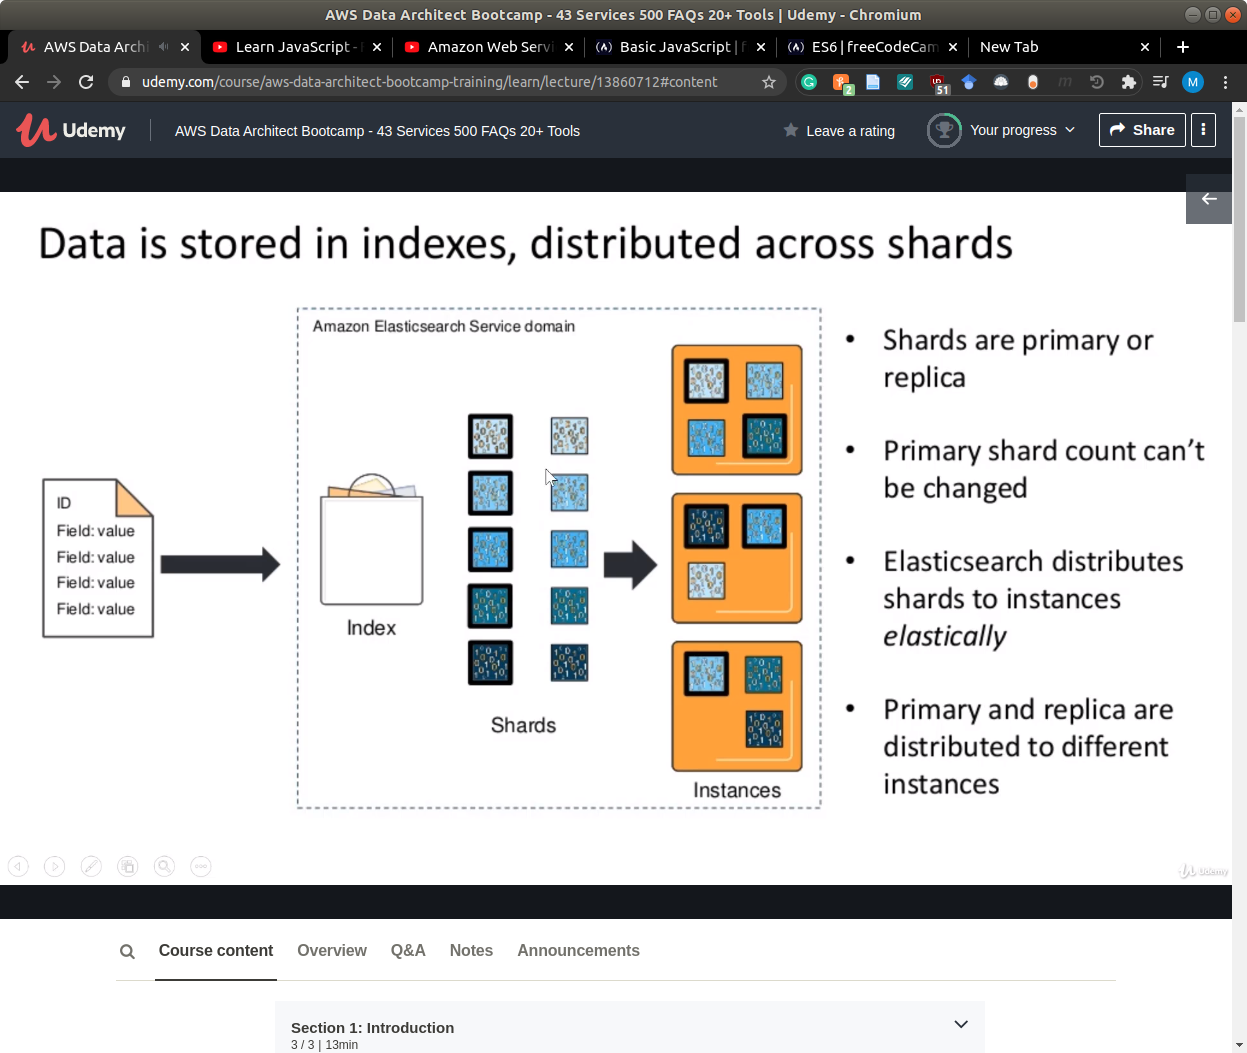 AWS Data Architect Bootcamp - 43 Services 500 FAQs 20+ Tools | Udemy - Chromium
AWS Data Archi
Learn JavaScript -
Amazon Web Servi
Basic JavaScript | f
ES6 | freeCodeCam
New Tab
udemy.com/course/aws-data-architect-bootcamp-training/learn/lecture/13860712#content
2
51
M
Udemy
AWS Data Architect Bootcamp - 43 Services 500 FAQs 20+ Tools
Leave a rating
Your progress
Share
Data is stored in indexes, distributed across shards
Amazon Elasticsearch Service domain
ID
Field: value
Field: value
Field: value
Field: value
Index
Shards
Instances
• Shards are primary or
replica
• Primary shard count can't
be changed
• Elasticsearch distributes
shards to instances
elastically
• Primary and replica are
distributed to different
instances
Udemy
Course content
Overview
Q&A
Notes
Announcements
Section 1: Introduction
3 / 3 | 13min